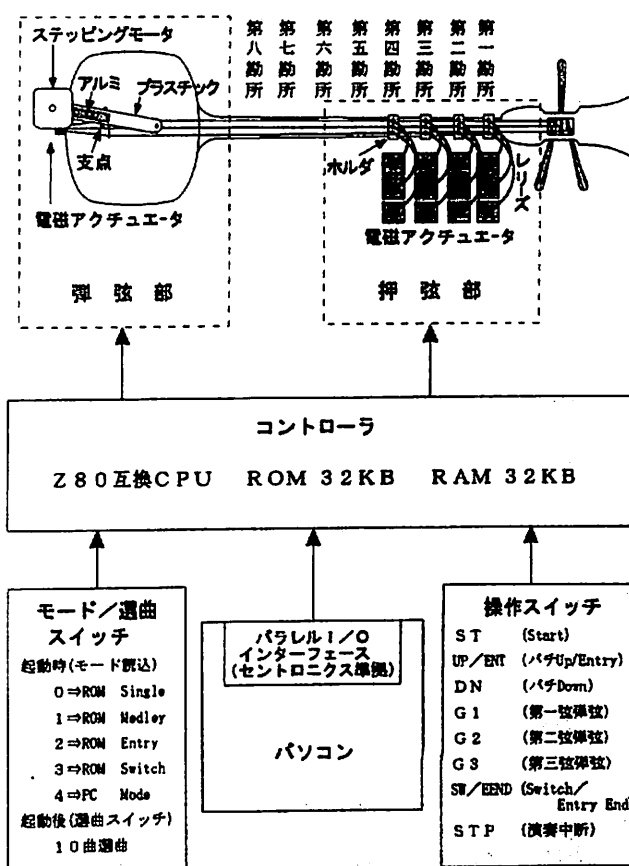 ステッピングモータ
アルミ
プラスチック
支点
電磁アクチュエータ
弾弦部
第八勘所
第七勘所
第六勘所
第五勘所
第四勘所
第三勘所
第二勘所
第一勘所
ホルダ
レリーズ
電磁アクチュエータ
押弦部
コントローラ
Z80互換CPU ROM 32KB RAM 32KB
モード/選曲
スイッチ
起動時(モード読込)
0⇒ROM Single
1⇒ROM Medley
2⇒ROM Entry
3⇒ROM Switch
4⇒PC Mode
起動後(選曲スイッチ)
10曲選曲
パラレルI/O
インターフェース
(セントロニクス準拠)
パソコン
操作スイッチ
ST (Start)
UP/ENT (バチUp/Entry)
DN (バチDown)
G1 (第一弦弾弦)
G2 (第二弦弾弦)
G3 (第三弦弾弦)
SW/EEND (Switch/
Entry End)
STP (演奏中断)